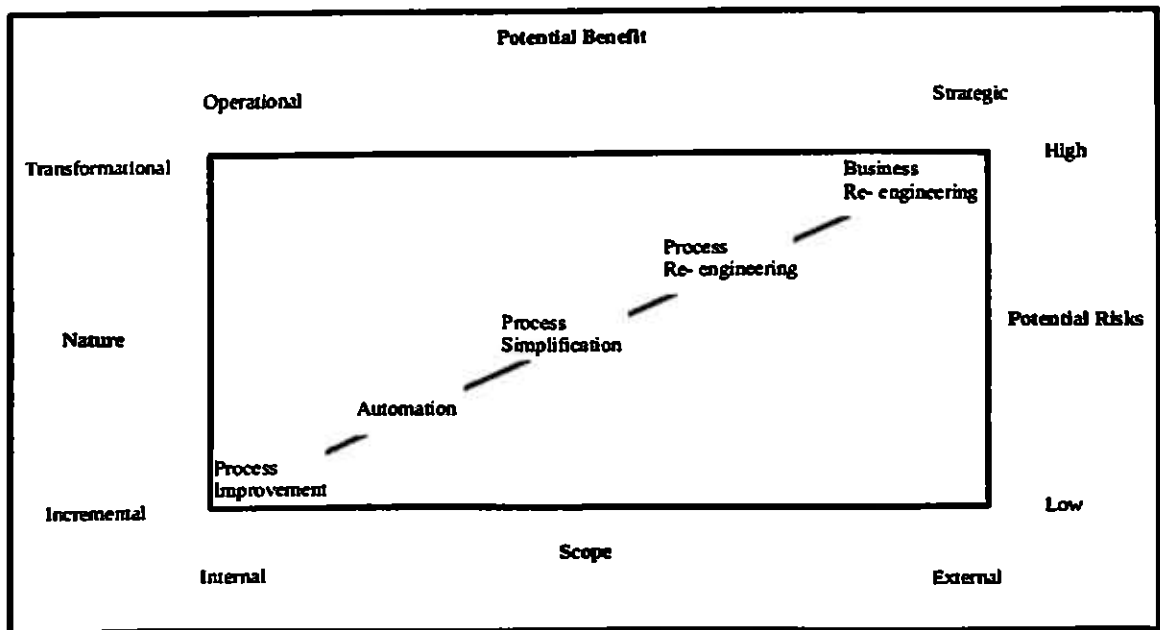 Potential Benefit
Operational
Strategic
Transformational
High
Business
Re- engineering
Process
Re- engineering
Process
Simplification
Nature
Potential Risks
Automation
Process
Improvement
Incremental
Low
Scope
Internal
External